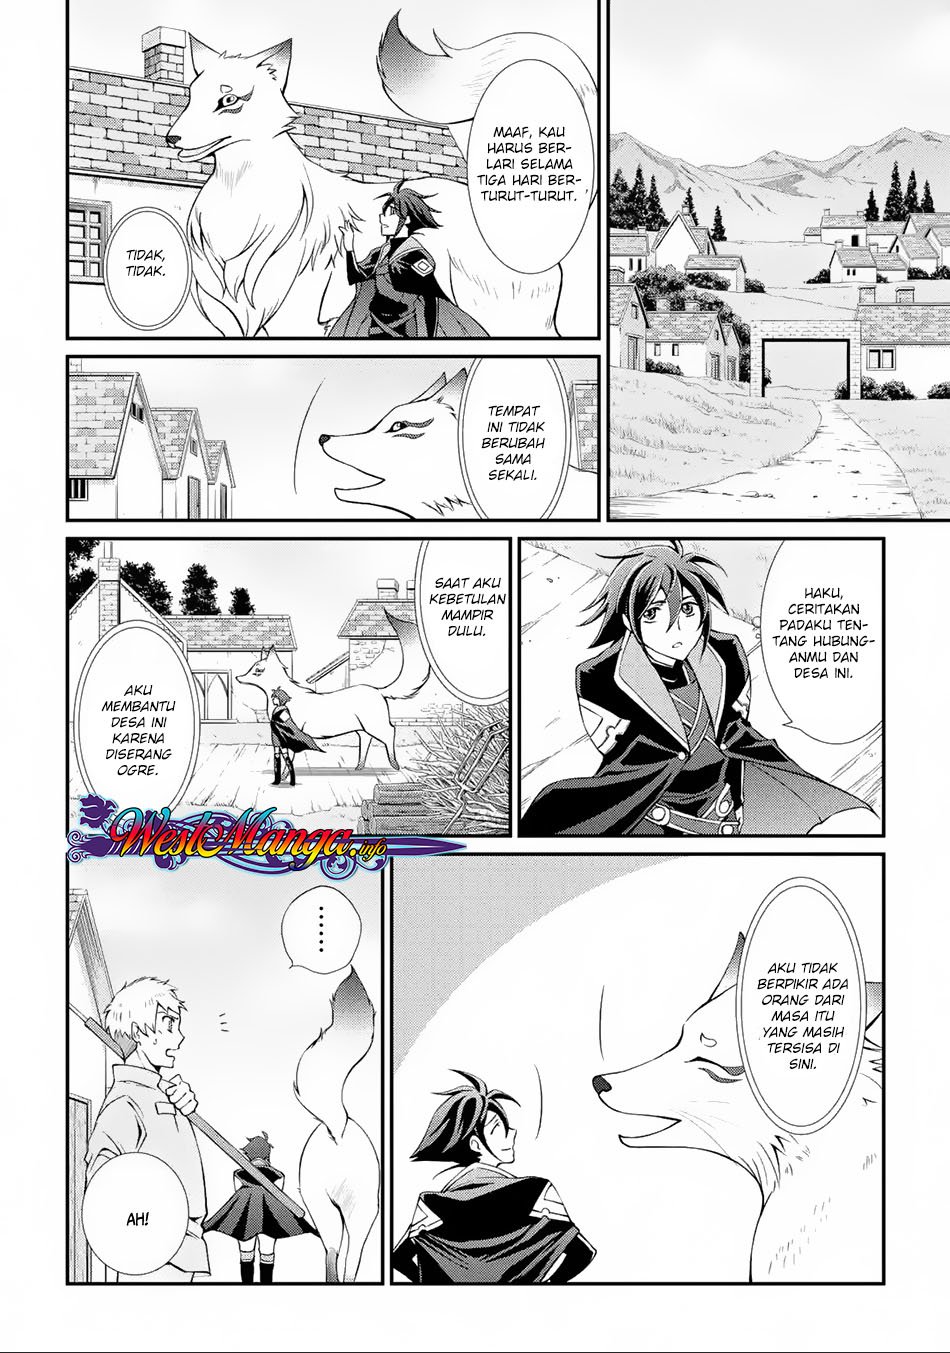 MAAF, KAU
HARUS BER-
LARI SELAMA
TIGA HARI BER-
TURUT-TURUT.
TIDAK,
TIDAK.
TEMPAT
INI TIDAK
BERUBAH
SAMA
SEKALI.
HAKU,
CERITAKAN
PADAKU TEN-
TANG HUBUNG-
ANMU DAN
DESA INI.
SAAT AKU
KEBETULAN
MAMPIR
DULU.
AKU
MEMBANTU
DESA INI
KARENA
DISERANG
OGRE.
WestManga.info
AKU TIDAK
BERPIKIR ADA
ORANG DARI
MASA ITU
YANG MASIH
TERSISA DI
SINI.
......
AH!